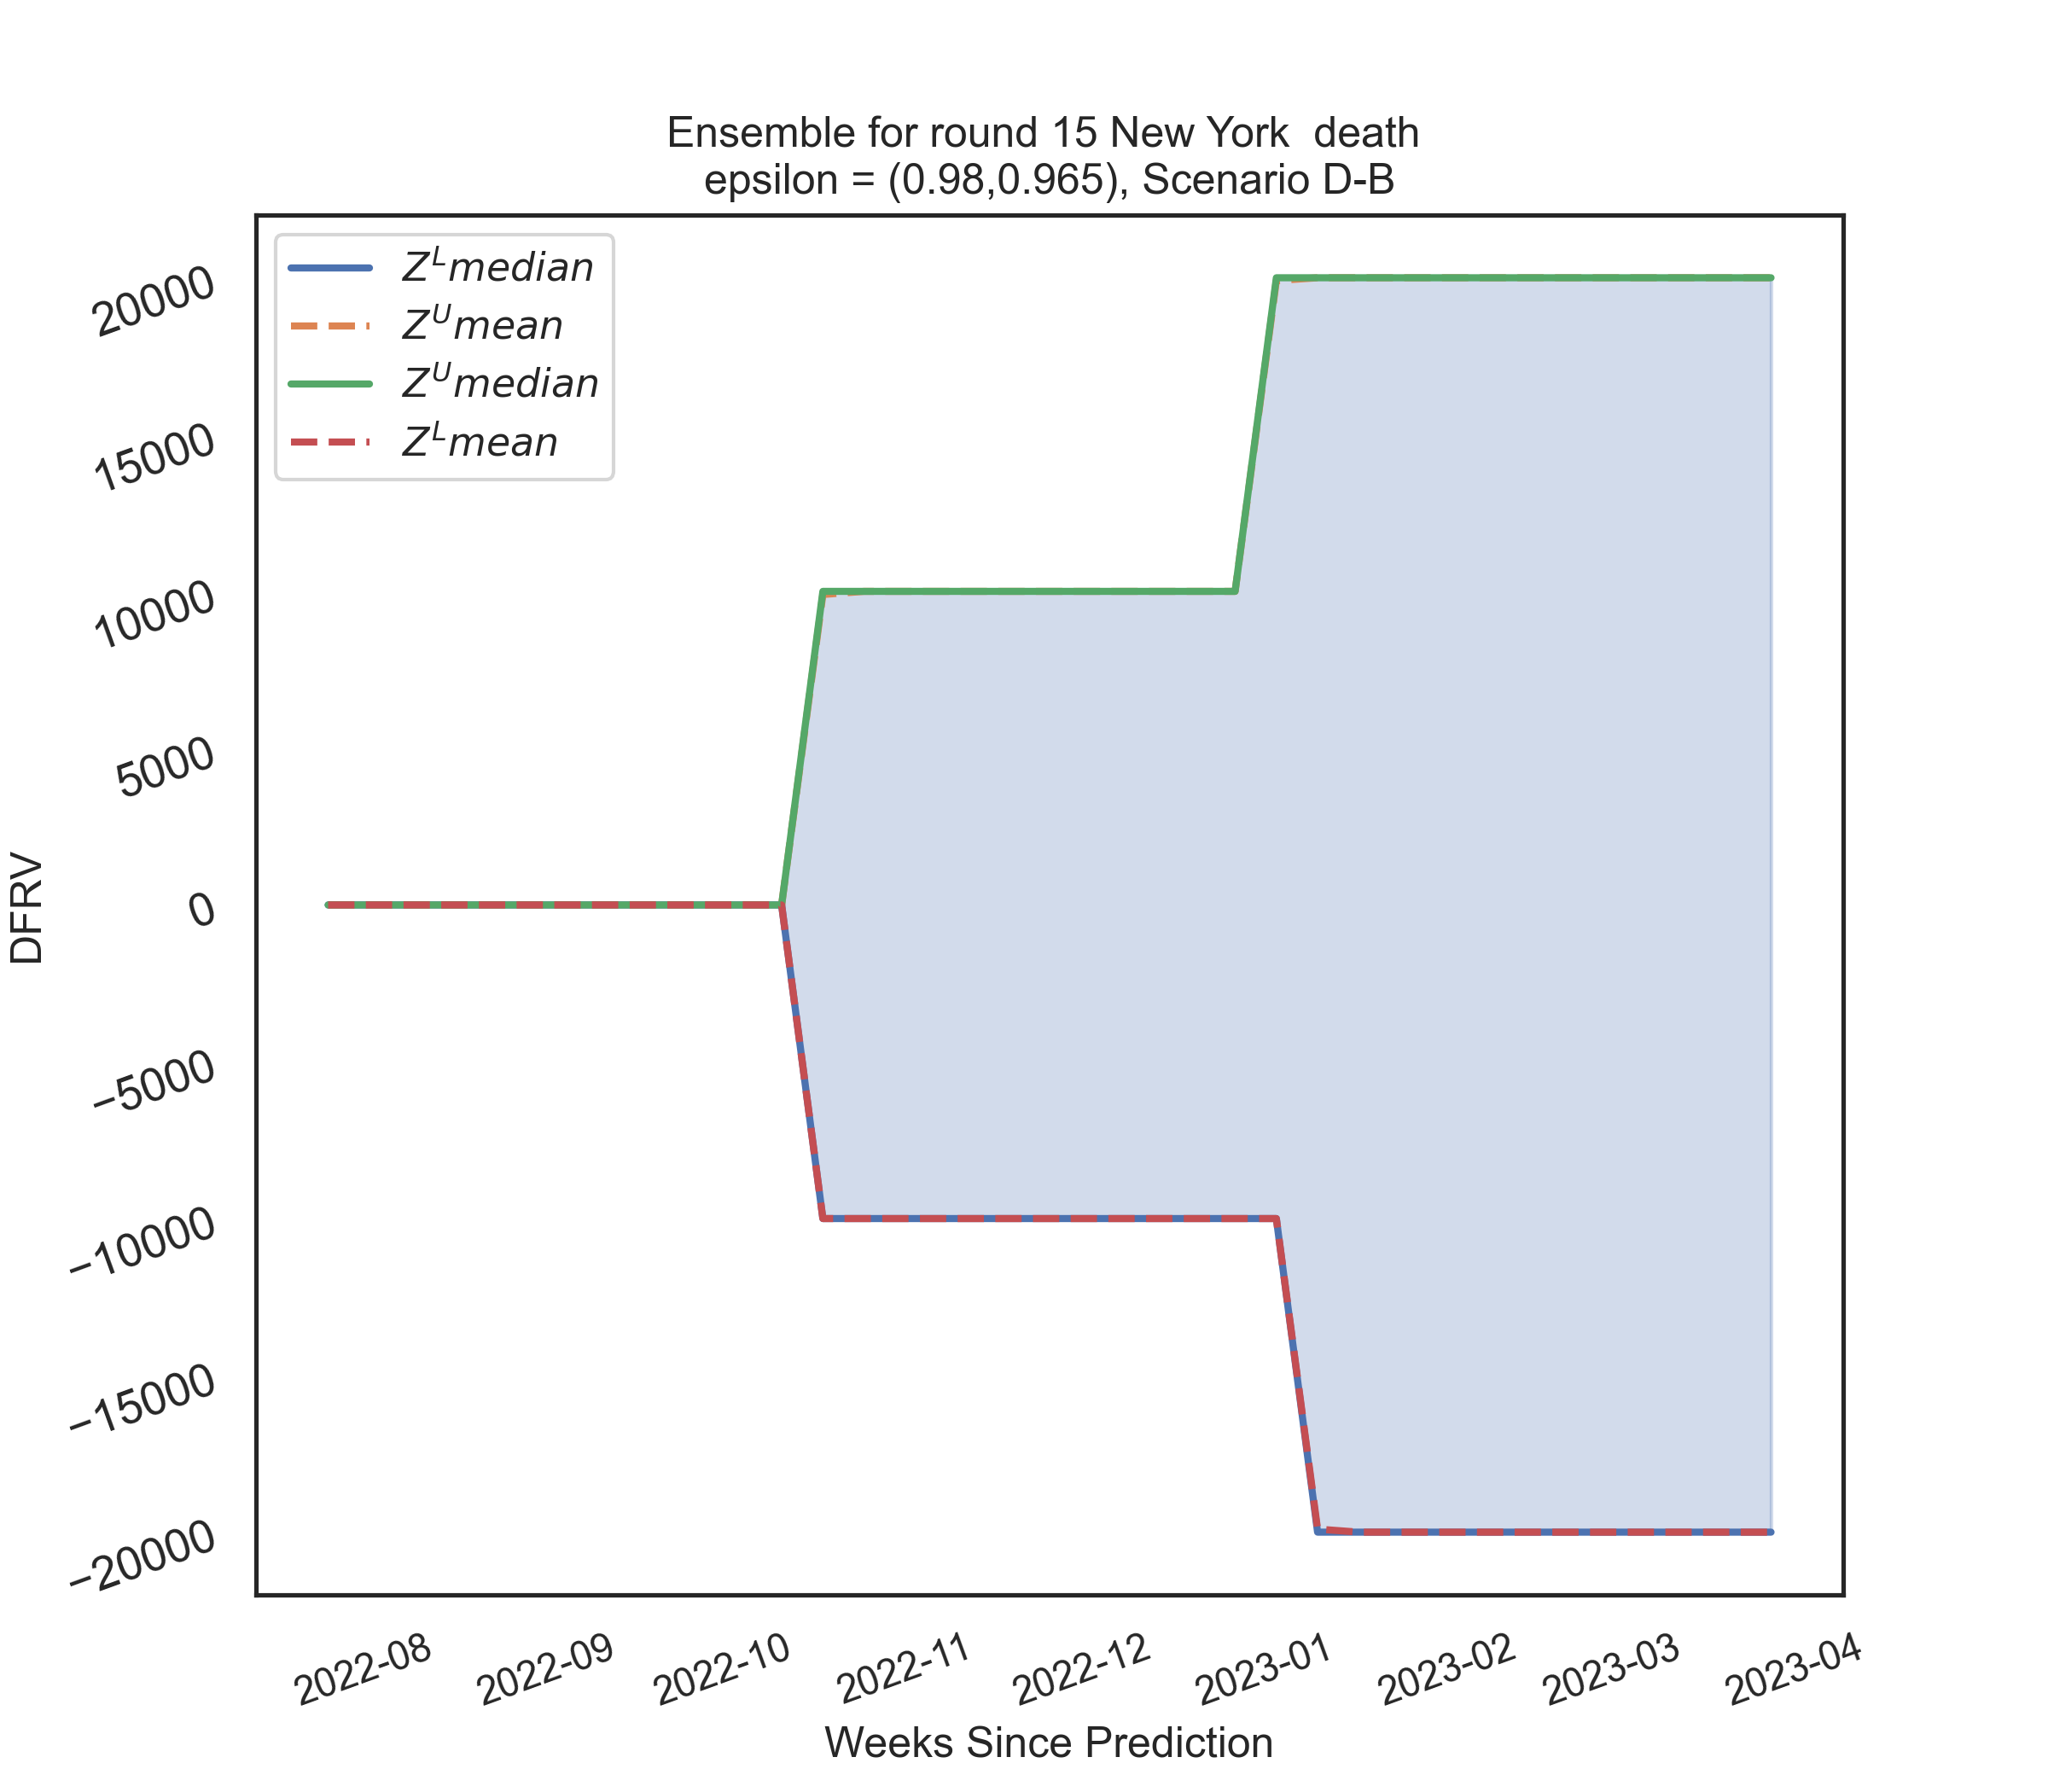 Ensemble for round 15 New York  death
epsilon = (0.98,0.965), Scenario D-B
Z^L median
Z^U mean
Z^U median
Z^L mean
20000
15000
10000
5000
0
−5000
−10000
−15000
−20000
DFRV
2022-08
2022-09
2022-10
2022-11
2022-12
2023-01
2023-02
2023-03
2023-04
Weeks Since Prediction